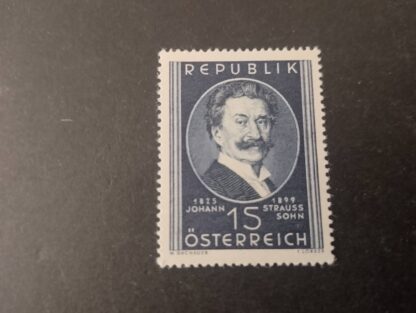 REPUBLIK
1825 1899
JOHANN STRAUSS
15 SOHN
ÖSTERREICH